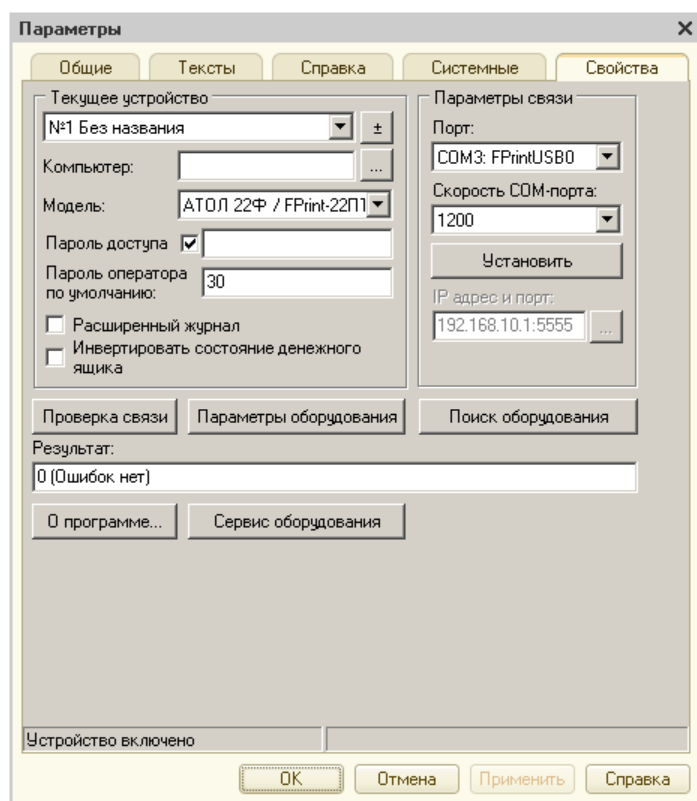 Параметры
Общие Тексты Справка Системные Свойства
Текущее устройство
№1 Без названия ±
Компьютер: ...
Модель: АТОЛ 22Ф / FPrint-22ПТ
Пароль доступа
Пароль оператора
по умолчанию: 30
Расширенный журнал
Инвертировать состояние денежного
ящика
Параметры связи
Порт:
COM3: FPrintUSB0
Скорость COM-порта:
1200
Установить
IP адрес и порт:
192.168.10.1:5555 ...
Проверка связи Параметры оборудования Поиск оборудования
Результат:
0 (Ошибок нет)
О программе... Сервис оборудования
Устройство включено
OK Отмена Применить Справка